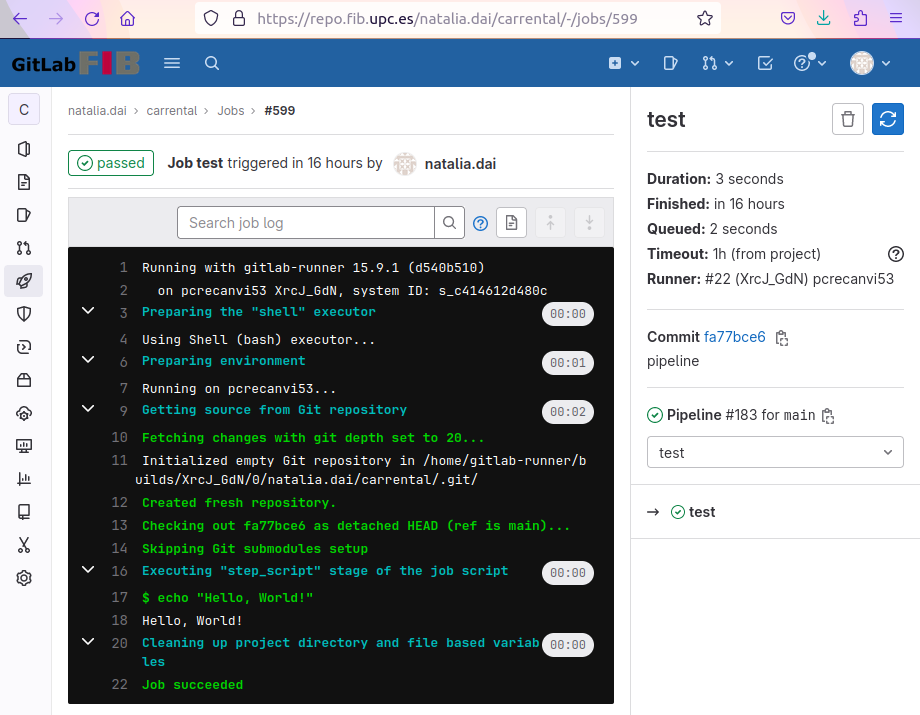 https://repo.fib.upc.es/natalia.dai/carrental/-/jobs/599
GitLab FIB
C
natalia.dai › carrental › Jobs › #599
passed Job test triggered in 16 hours by natalia.dai
Search job log
1 Running with gitlab-runner 15.9.1 (d540b510)
2 on pcrecanvi53 XrcJ_GdN, system ID: s_c414612d480c
3 Preparing the "shell" executor 00:00
4 Using Shell (bash) executor...
6 Preparing environment 00:01
7 Running on pcrecanvi53...
9 Getting source from Git repository 00:02
10 Fetching changes with git depth set to 20...
11 Initialized empty Git repository in /home/gitlab-runner/b
uilds/XrcJ_GdN/0/natalia.dai/carrental/.git/
12 Created fresh repository.
13 Checking out fa77bce6 as detached HEAD (ref is main)...
14 Skipping Git submodules setup
16 Executing "step_script" stage of the job script 00:00
17 $ echo "Hello, World!"
18 Hello, World!
20 Cleaning up project directory and file based variab 00:00
les
22 Job succeeded
test
Duration: 3 seconds
Finished: in 16 hours
Queued: 2 seconds
Timeout: 1h (from project)
Runner: #22 (XrcJ_GdN) pcrecanvi53
Commit fa77bce6
pipeline
Pipeline #183 for main
test
→ test